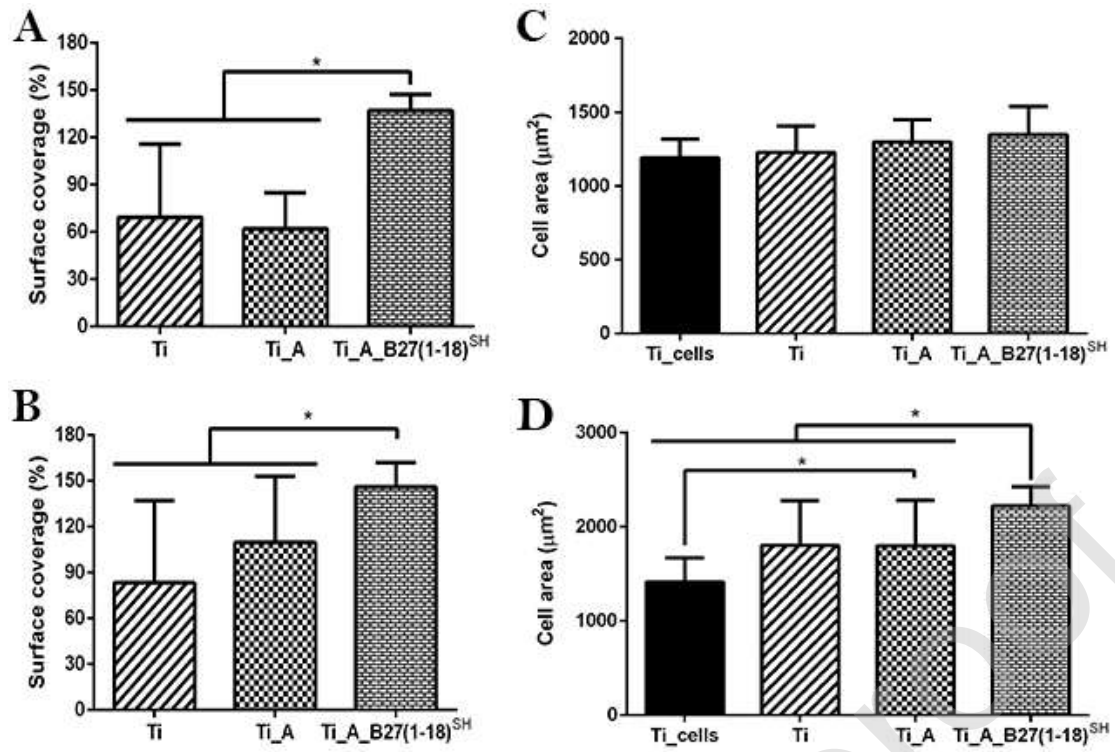 A
Surface coverage (%)
180
150
120
90
60
30
0
*
Ti
Ti_A
Ti_A_B27(1-18)SH
C
Cell area (μm²)
2000
1500
1000
500
0
Ti_cells
Ti
Ti_A
Ti_A_B27(1-18)SH
B
Surface coverage (%)
180
150
120
90
60
30
0
*
Ti
Ti_A
Ti_A_B27(1-18)SH
D
Cell area (μm²)
3000
2000
1000
0
*
*
Ti_cells
Ti
Ti_A
Ti_A_B27(1-18)SH